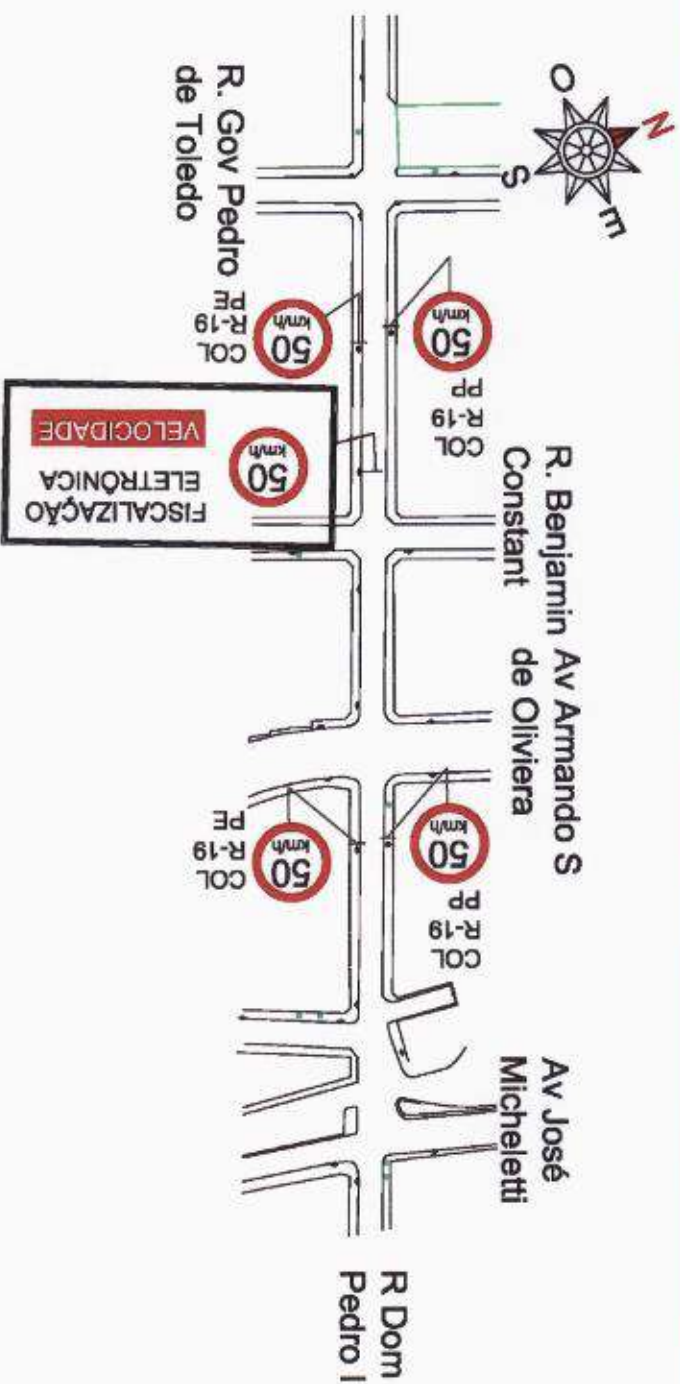 N
O
S
E
R. Gov Pedro
de Toledo
50
km/h
COL
R-19
PE
50
km/h
COL
R-19
PP
FISCALIZAÇÃO
ELETRÔNICA
50
km/h
VELOCIDADE
R. Benjamin
Constant
Av Armando S
de Oliviera
50
km/h
COL
R-19
PE
50
km/h
COL
R-19
PP
Av José
Micheletti
R Dom
Pedro I